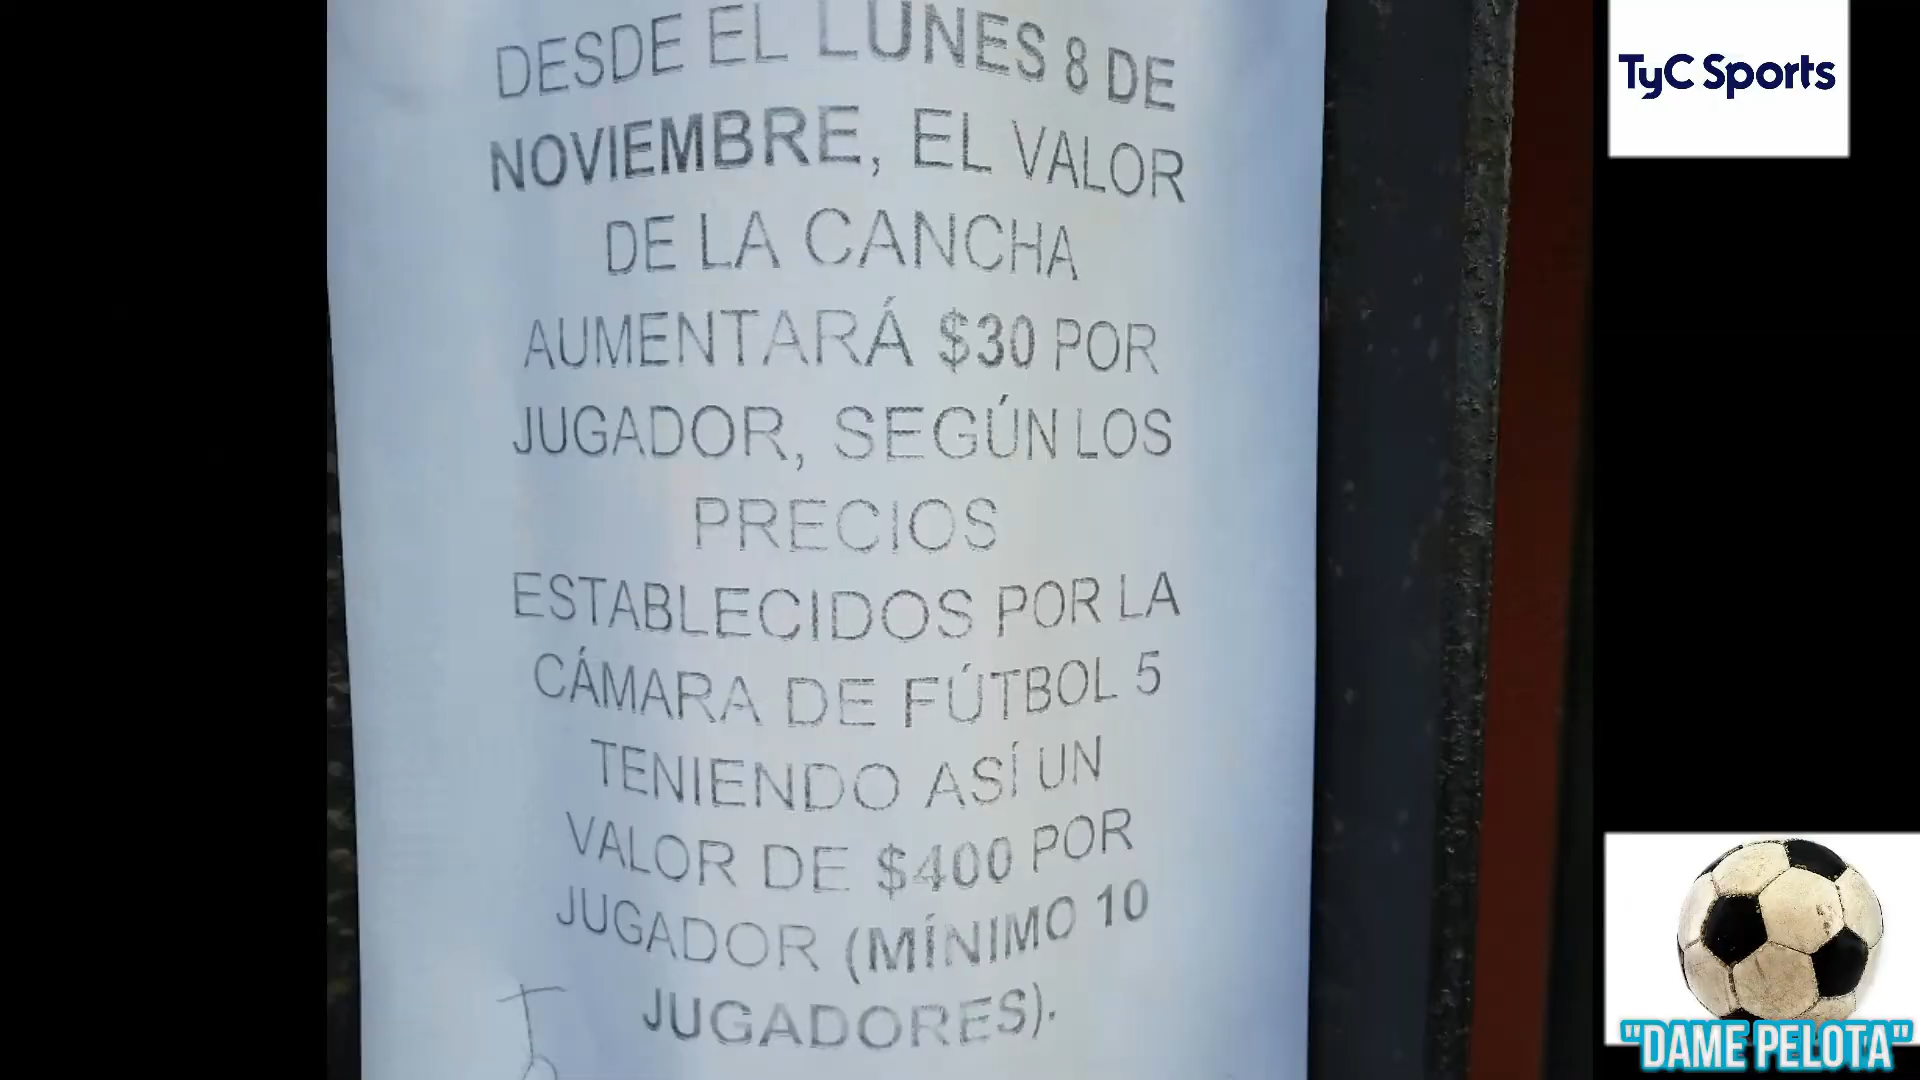 DESDE EL LUNES 8 DE
NOVIEMBRE, EL VALOR
DE LA CANCHA
AUMENTARÁ $30 POR
JUGADOR, SEGÚN LOS
PRECIOS
ESTABLECIDOS POR LA
CÁMARA DE FÚTBOL 5
TENIENDO ASÍ UN
VALOR DE $400 POR
JUGADOR (MÍNIMO 10
JUGADORES).
TyC Sports
"DAME PELOTA"